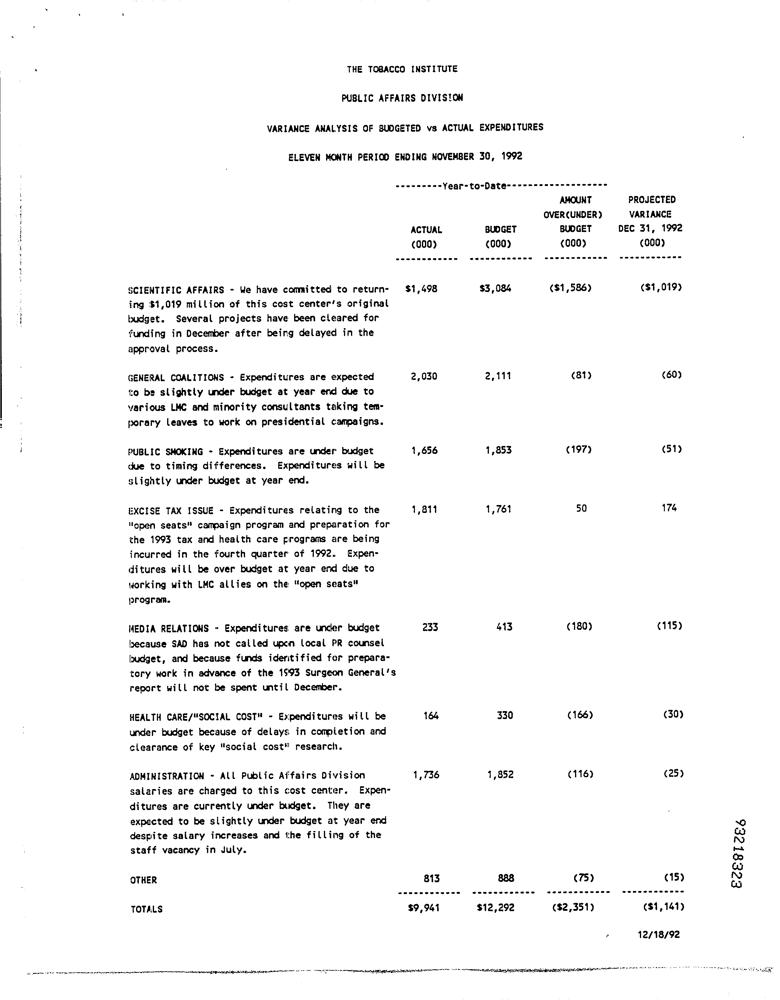 THE TOBACCO INSTITUTE
PUBLIC AFFAIRS DIVISION
VARIANCE ANALYSIS OF BUDGETED vs ACTUAL EXPENDITURES
ELEVEN MONTH PERIOD ENDING NOVEMBER 30, 1992
---------Year-to-Date-------------------
AMOUNT PROJECTED
OVER(UNDER) VARIANCE
ACTUAL BUDGET BUDGET DEC 31, 1992
(000) (000) (000) (000)
------------ ------------ ------------ ------------
SCIENTIFIC AFFAIRS - We have committed to return- $1,498 $3,084 ($1,586) ($1,019)
ing $1,019 million of this cost center's original
budget. Several projects have been cleared for
funding in December after being delayed in the
approval process.
GENERAL COALITIONS - Expenditures are expected 2,030 2,111 (81) (60)
to be slightly under budget at year end due to
various LMC and minority consultants taking tem-
porary leaves to work on presidential campaigns.
PUBLIC SMOKING - Expenditures are under budget 1,656 1,853 (197) (51)
due to timing differences. Expenditures will be
slightly under budget at year end.
EXCISE TAX ISSUE - Expenditures relating to the 1,811 1,761 50 174
"open seats" campaign program and preparation for
the 1993 tax and health care programs are being
incurred in the fourth quarter of 1992. Expen-
ditures will be over budget at year end due to
working with LMC allies on the "open seats"
program.
MEDIA RELATIONS - Expenditures are under budget 233 413 (180) (115)
because SAD has not called upon local PR counsel
budget, and because funds identified for prepara-
tory work in advance of the 1993 Surgeon General's
report will not be spent until December.
HEALTH CARE/"SOCIAL COST" - Expenditures will be 164 330 (166) (30)
under budget because of delays in completion and
clearance of key "social cost" research.
ADMINISTRATION - All Public Affairs Division 1,736 1,852 (116) (25)
salaries are charged to this cost center. Expen-
ditures are currently under budget. They are
expected to be slightly under budget at year end
despite salary increases and the filling of the
staff vacancy in July.
OTHER 813 888 (75) (15)
------------ ------------ ------------ ------------
TOTALS $9,941 $12,292 ($2,351) ($1,141)
12/18/92
93218323